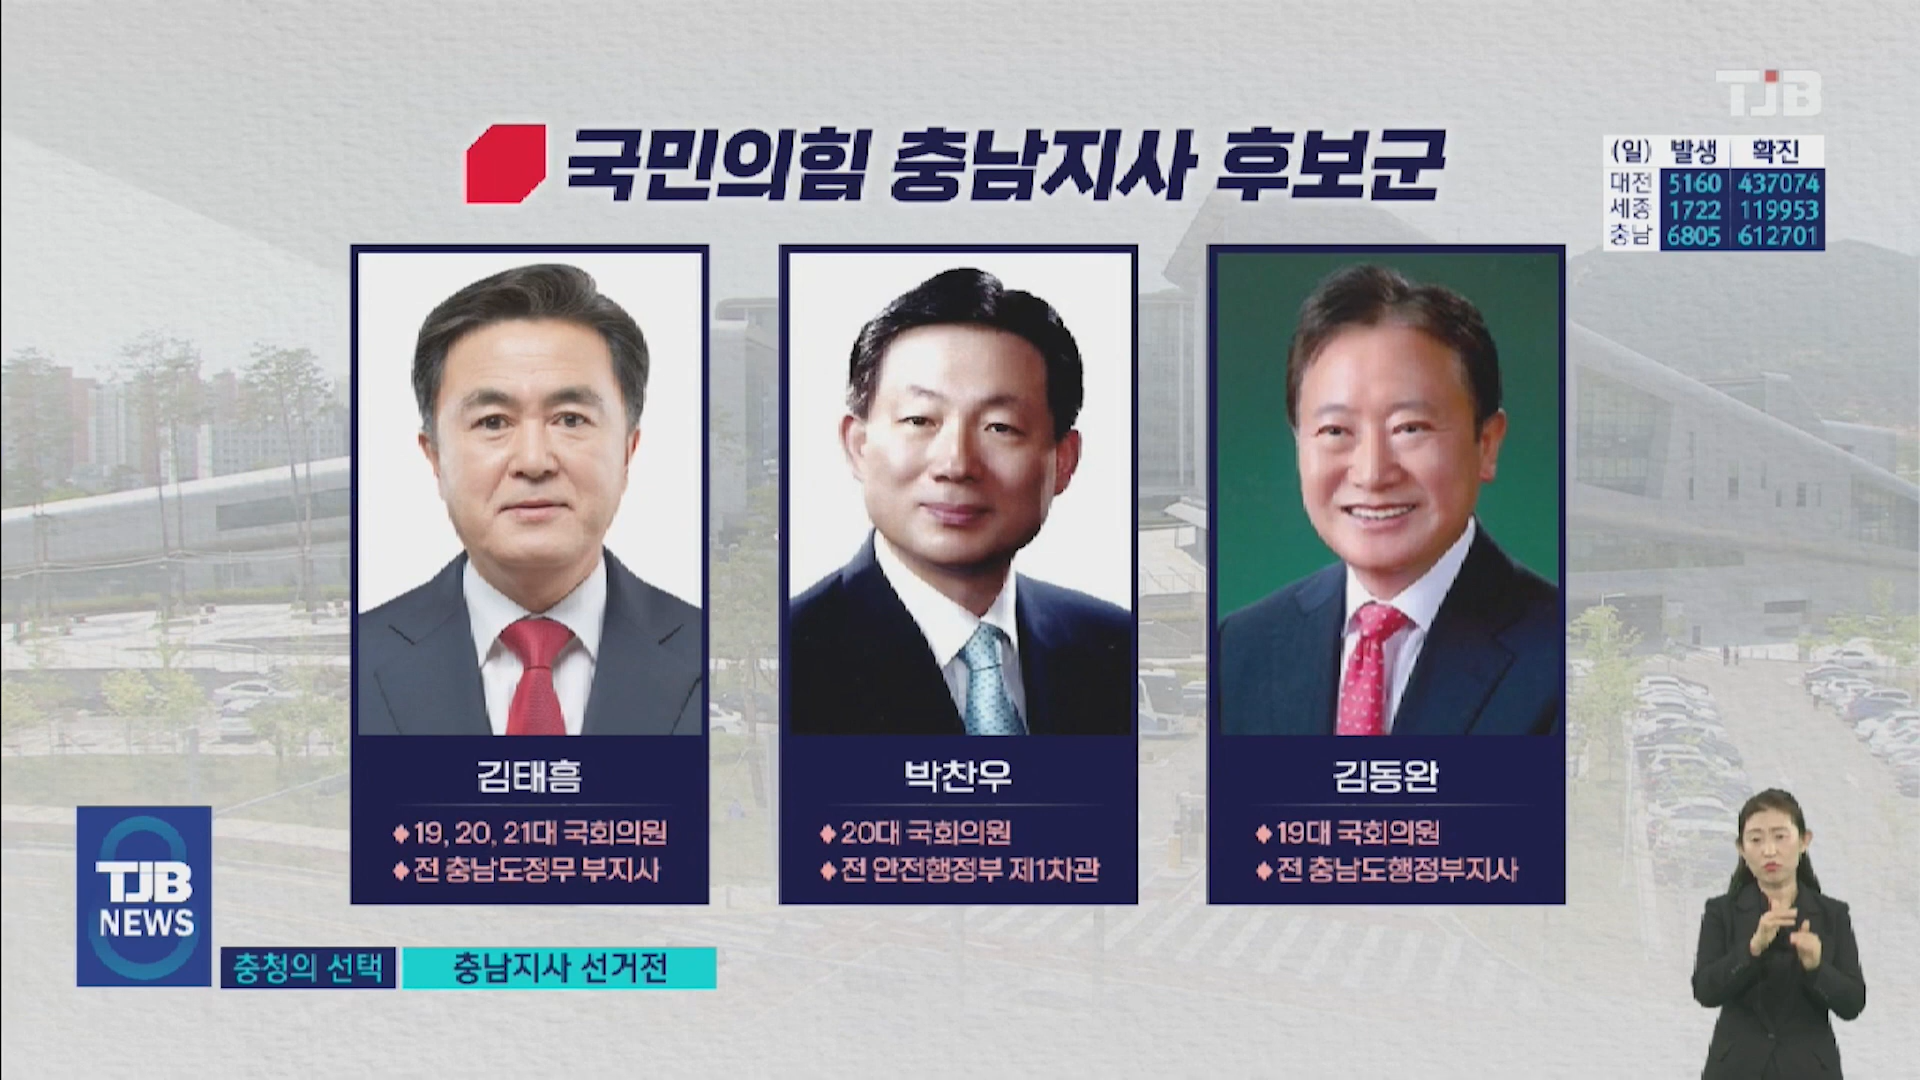 TJB
국민의힘 충남지사 후보군
(일) 발생 확진
대전 5160 437074
세종 1722 119953
충남 6805 612701
김태흠
19, 20, 21대 국회의원
전 충남도정무 부지사
박찬우
20대 국회의원
전 안전행정부 제1차관
김동완
19대 국회의원
전 충남도행정부지사
8
TJB
NEWS
충청의 선택
충남지사 선거전